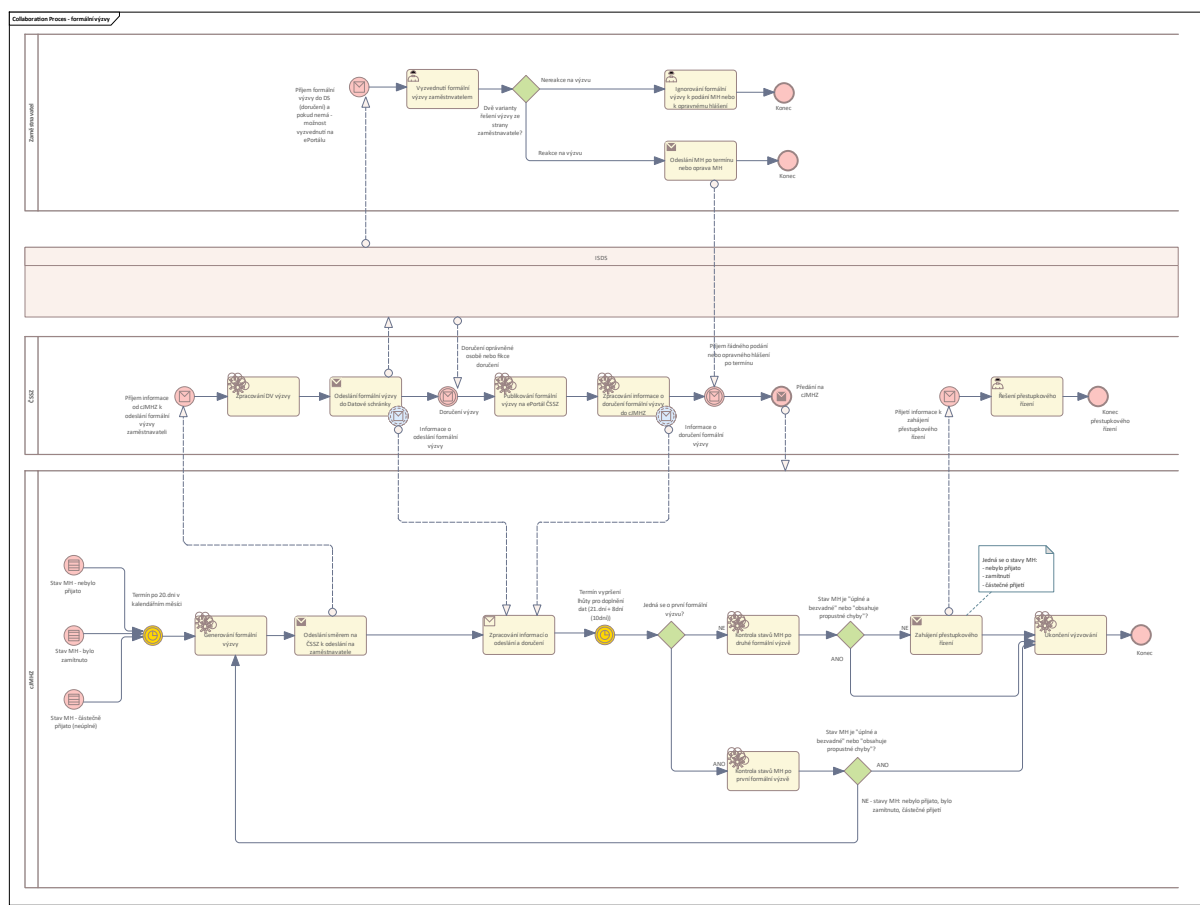 Collaboration Proces - formální výzvy
Zaměstnavatel
Příjem formální
výzvy do DS
(doručení) a
pokud nemá -
možnost
vyzvednutí na
ePortálu
Vyzvednutí formální
výzvy zaměstnavatelem
Dvě varianty
řešení výzvy ze
strany
zaměstnavatele?
Nereakce na výzvu
Ignorování formální
výzvy k podání MH nebo
k opravnému hlášení
Konec
Reakce na výzvu
Odeslání MH po termínu
nebo oprava MH
Konec
ISDS
ČSSZ
Příjem informace
od cJMHZ k
odeslání formální
výzvy
zaměstnavateli
Zpracování DV výzvy
Odeslání formální výzvy
do Datové schránky
Informace o
odeslání formální
výzvy
Doručení oprávněné
osobě nebo fikce
doručení
Doručení výzvy
Publikování formální
výzvy na ePortál ČSSZ
Zpracování informace o
doručení formální výzvy
do cJMHZ
Informace o
doručení formální
výzvy
Příjem řádného podání
nebo opravného hlášení
po termínu
Předání na
cJMHZ
Přijetí informace k
zahájení
přestupkového
řízení
Řešení přestupkového
řízení
Konec
přestupkového
řízení
cJMHZ
Stav MH - nebylo
přijato
Stav MH - bylo
zamítnuto
Stav MH - částečně
přijato (neúplné)
Termín po 20.dni v
kalendářním měsíci
Generování formální
výzvy
Odeslání směrem na
ČSSZ k odeslání na
zaměstnavatele
Zpracování informací o
odeslání a doručení
Termín vypršení
lhůty pro doplnění
dat (21.dní + 8dní
(10dní))
Jedná se o první formální
výzvu?
NE
Kontrola stavů MH po
druhé formální výzvě
Stav MH je "úplné a
bezvadné" nebo "obsahuje
propustné chyby"?
NE
ANO
Zahájení přestupkového
řízení
Jedná se o stavy MH:
- nebylo přijato
- zamítnutí
- částečné přijetí
Ukončení vyzvování
Konec
ANO
Kontrola stavů MH po
první formální výzvě
Stav MH je "úplné a
bezvadné" nebo "obsahuje
propustné chyby"?
ANO
NE - stavy MH: nebylo přijato, bylo
zamítnuto, částečné přijetí